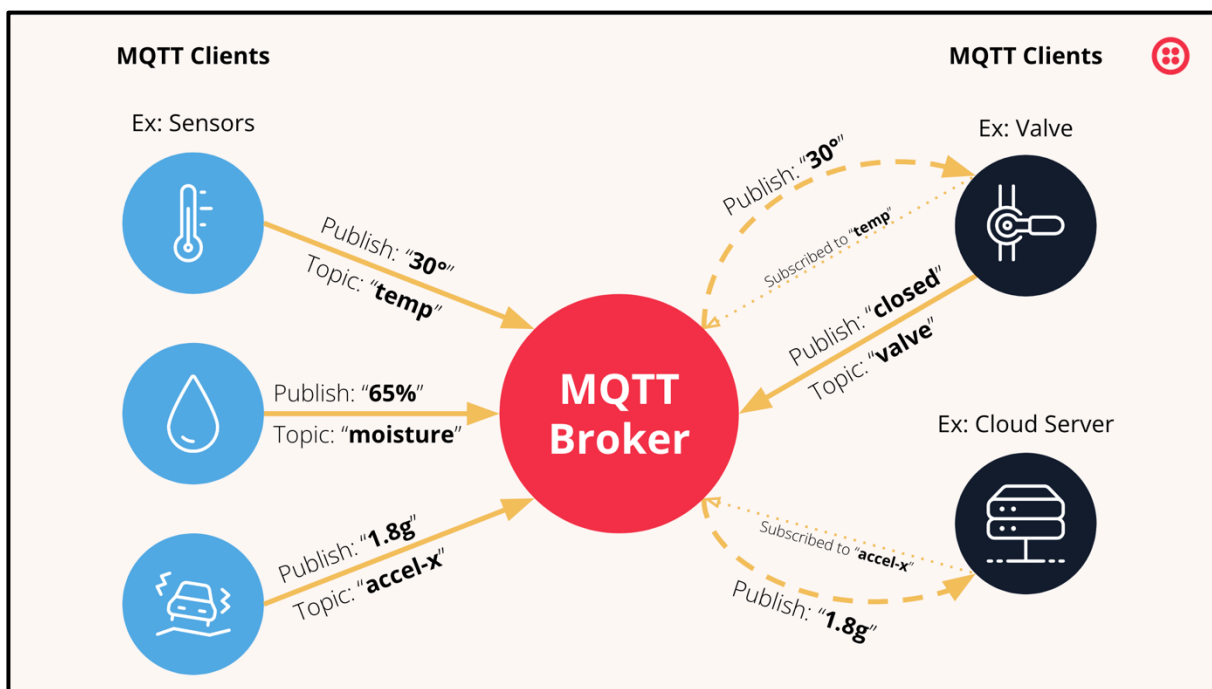 MQTT Clients
MQTT Clients
Ex: Sensors
Ex: Valve
Publish: “30°”
Topic: “temp”
Publish: “30°”
Subscribed to “temp”
Publish: “closed”
Topic: “valve”
Publish: “65%”
Topic: “moisture”
MQTT
Broker
Ex: Cloud Server
Publish: “1.8g”
Topic: “accel-x”
Subscribed to “accel-x”
Publish: “1.8g”